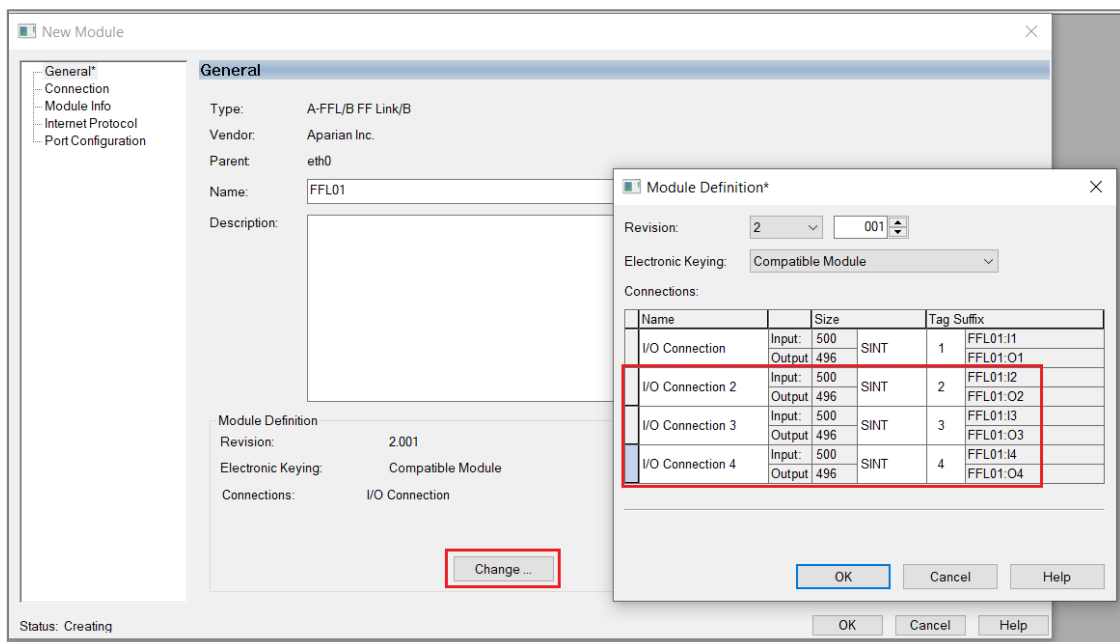 New Module
General*
Connection
Module Info
Internet Protocol
Port Configuration
General
Type: A-FFL/B FF Link/B
Vendor: Aparian Inc.
Parent: eth0
Name: FFL01
Description:
Module Definition
Revision: 2.001
Electronic Keying: Compatible Module
Connections: I/O Connection
Change ...
Status: Creating
OK Cancel Help
Module Definition*
Revision: 2 001
Electronic Keying: Compatible Module
Connections:
Name Size Tag Suffix
I/O Connection Input: 500 SINT 1 FFL01:I1
Output 496 FFL01:O1
I/O Connection 2 Input: 500 SINT 2 FFL01:I2
Output 496 FFL01:O2
I/O Connection 3 Input: 500 SINT 3 FFL01:I3
Output 496 FFL01:O3
I/O Connection 4 Input: 500 SINT 4 FFL01:I4
Output 496 FFL01:O4
OK Cancel Help